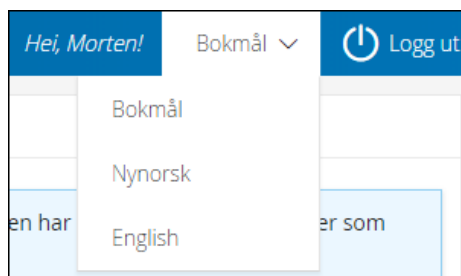 Hei, Morten! Bokmål Logg ut
Bokmål
Nynorsk
en har er som
English